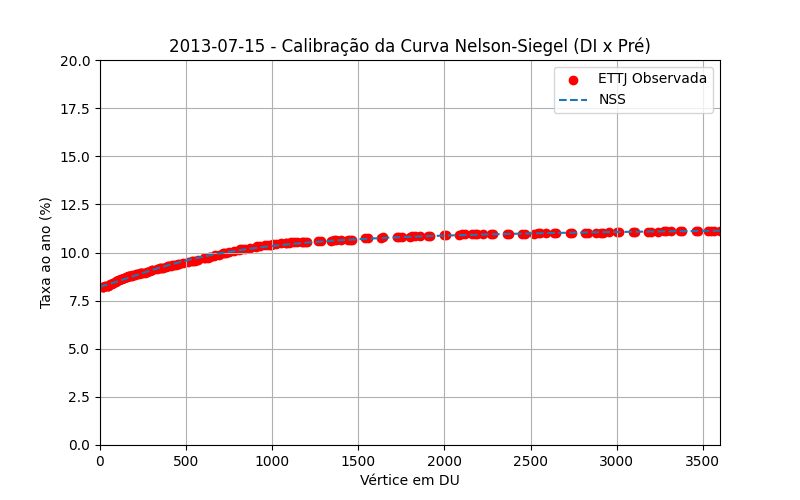 2013-07-15 - Calibração da Curva Nelson-Siegel (DI x Pré)
ETTJ Observada
NSS
20.0
17.5
15.0
12.5
10.0
7.5
5.0
2.5
0.0
Taxa ao ano (%)
0 500 1000 1500 2000 2500 3000 3500
Vértice em DU